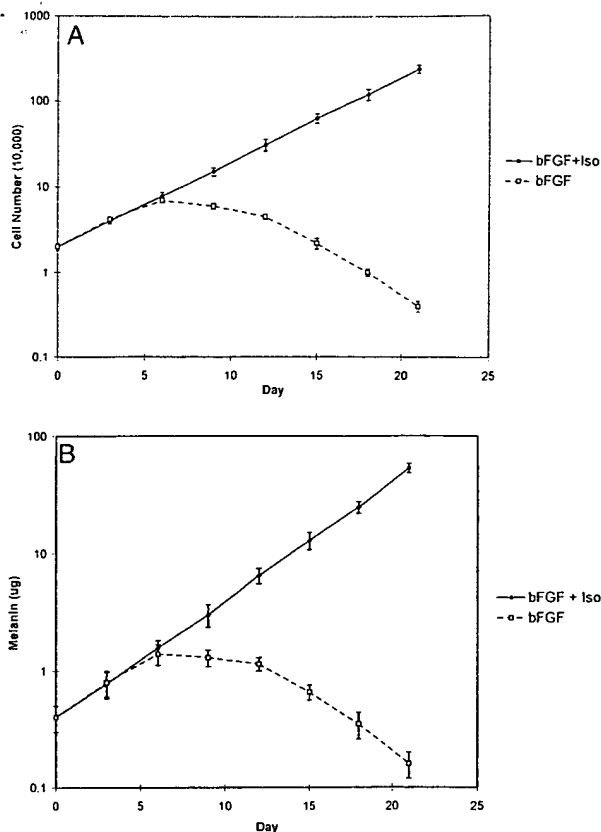 A
1000
100
10
1
0.1
Cell Number (10,000)
0 5 10 15 20 25
Day
bFGF+Iso
bFGF
B
100
10
1
0.1
Melanin (ug)
0 5 10 15 20 25
Day
bFGF + Iso
bFGF